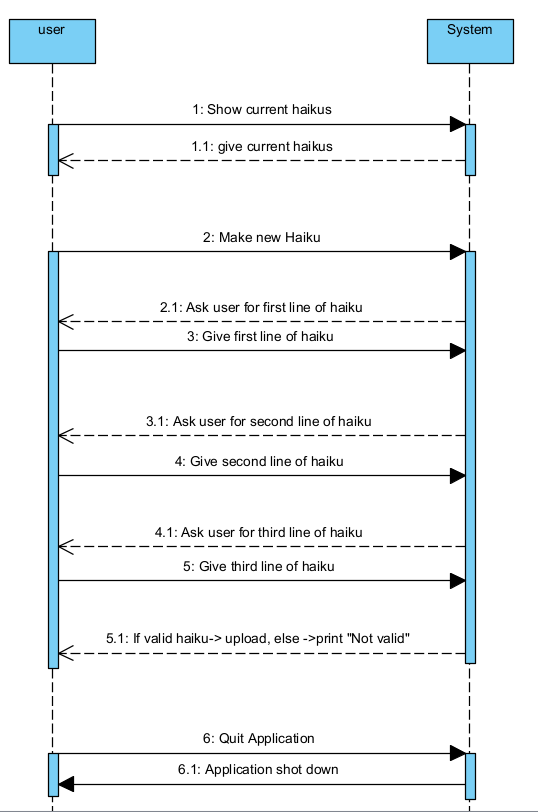 user
System
1: Show current haikus
1.1: give current haikus
2: Make new Haiku
2.1: Ask user for first line of haiku
3: Give first line of haiku
3.1: Ask user for second line of haiku
4: Give second line of haiku
4.1: Ask user for third line of haiku
5: Give third line of haiku
5.1: If valid haiku-> upload, else ->print "Not valid"
6: Quit Application
6.1: Application shot down